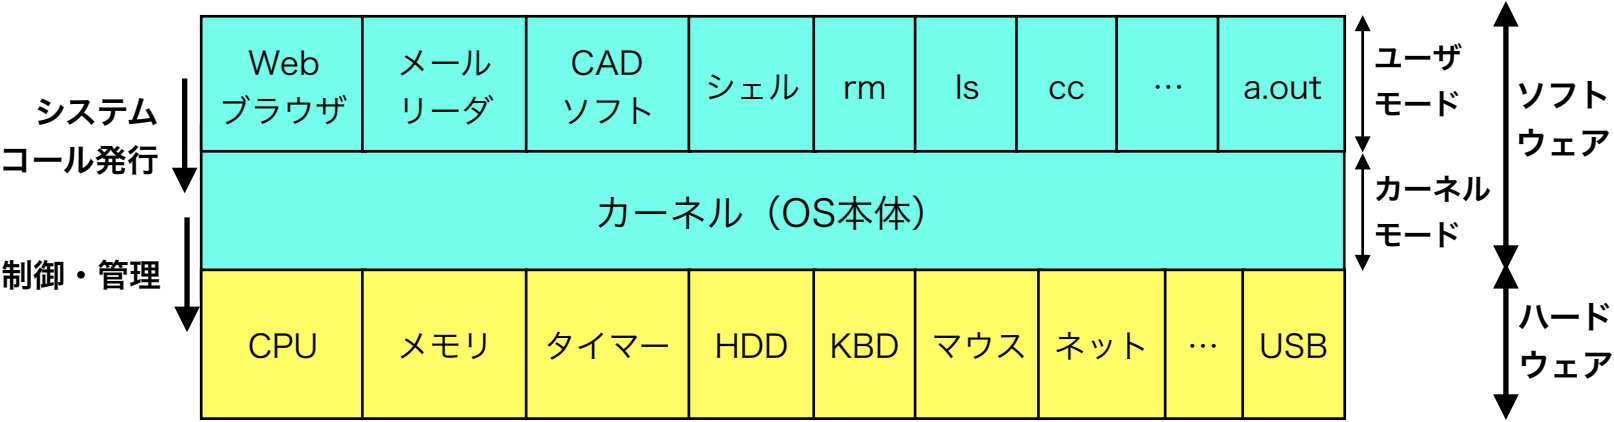 Web
ブラウザ
メール
リーダ
CAD
ソフト
シェル
rm
ls
cc
…
a.out
ユーザ
モード
ソフト
ウェア
システム
コール発行
カーネル（OS本体）
カーネル
モード
制御・管理
CPU
メモリ
タイマー
HDD
KBD
マウス
ネット
…
USB
ハード
ウェア